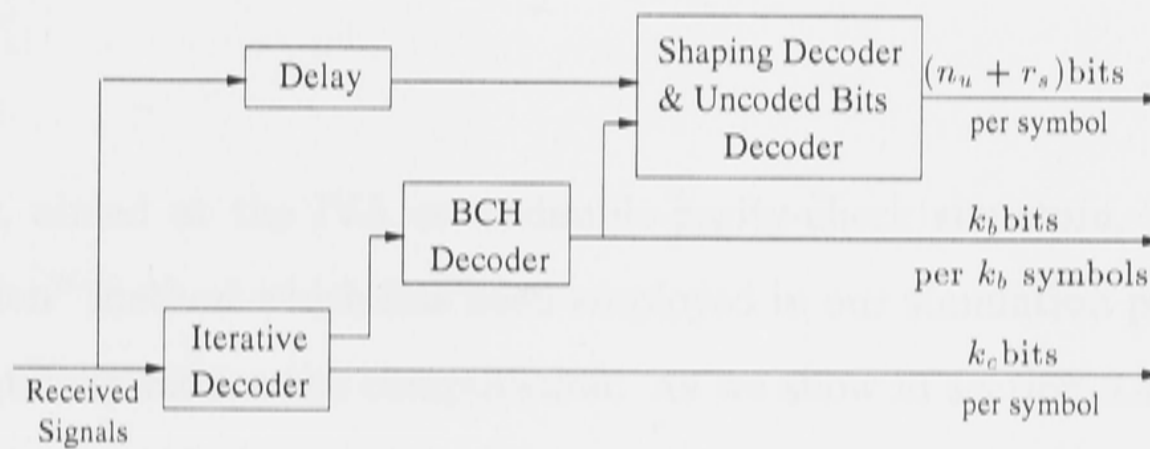 Delay
Shaping Decoder
& Uncoded Bits
Decoder
(n_u + r_s) bits
per symbol
BCH
Decoder
k_b bits
per k_b symbols
Iterative
Decoder
k_c bits
per symbol
Received
Signals